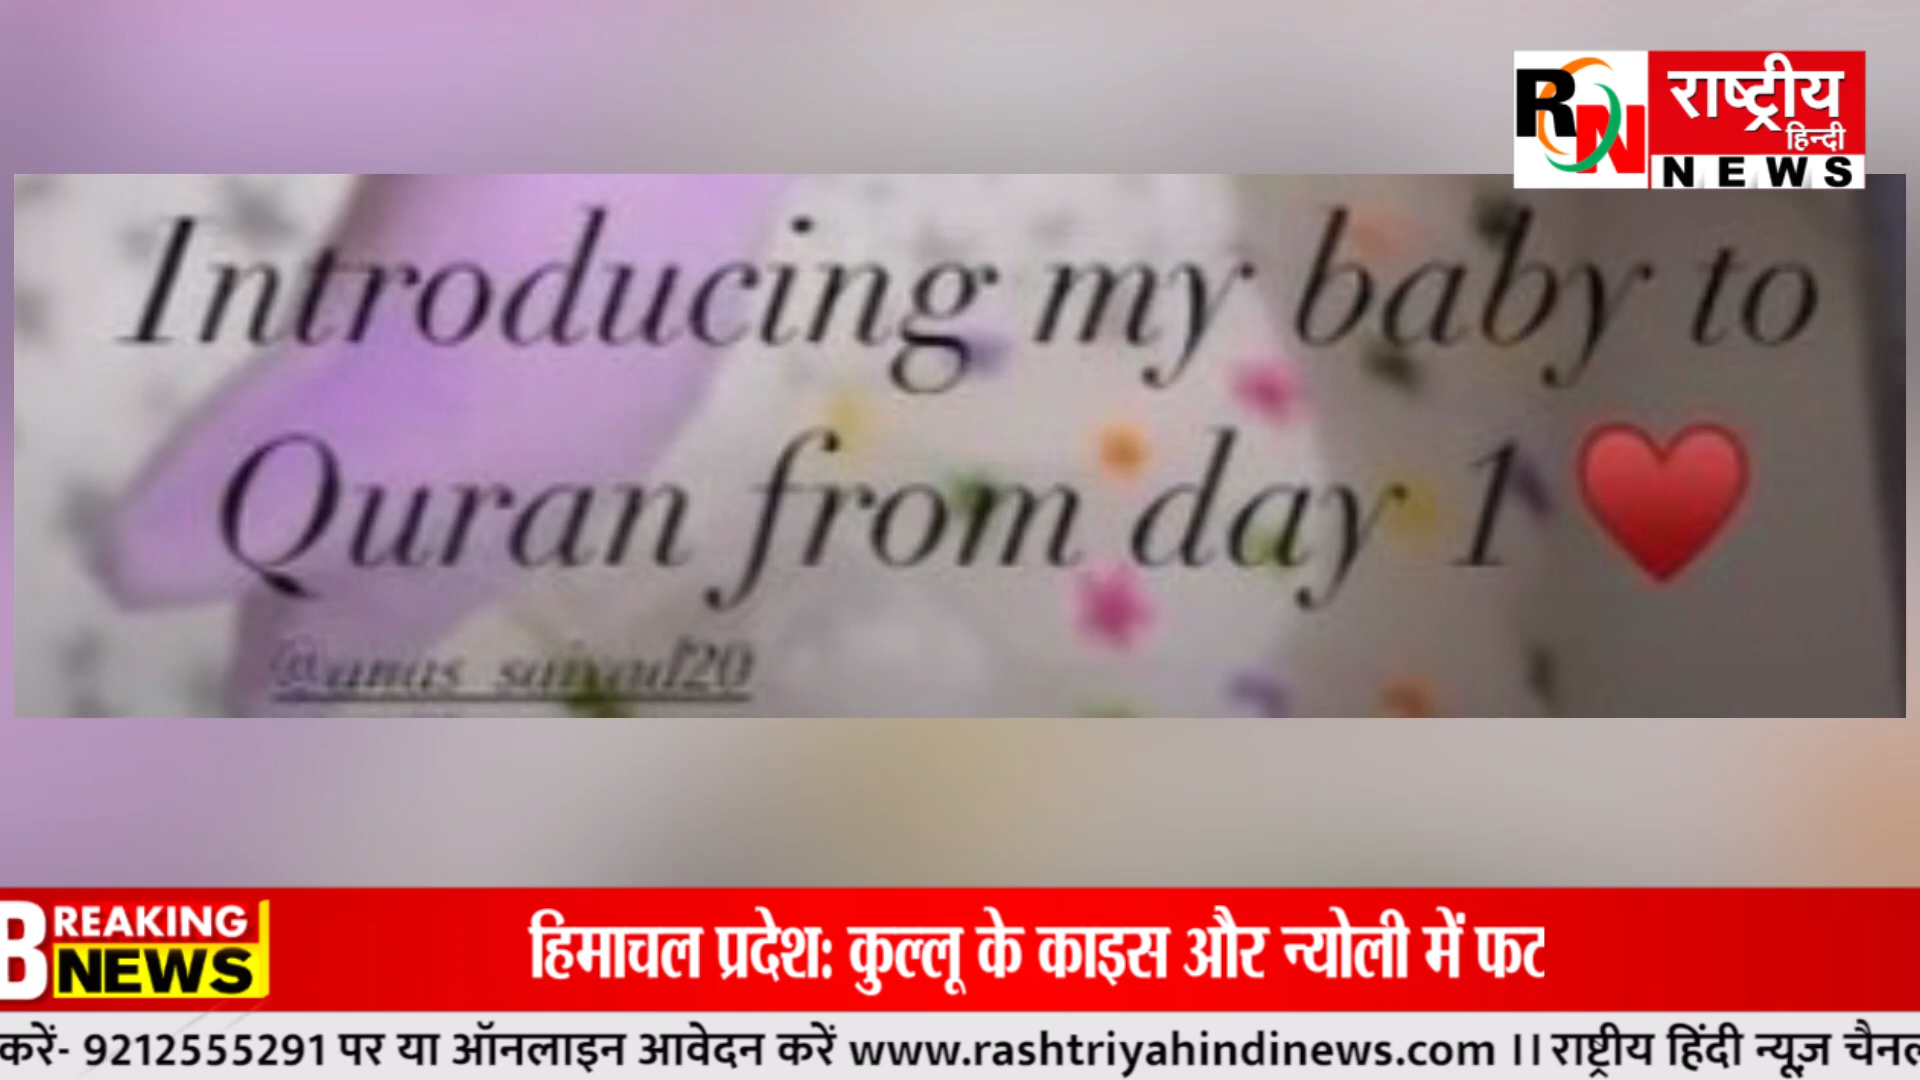 RN राष्ट्रीय
हिन्दी
NEWS
Introducing my baby to
Quran from day 1 ❤️
BREAKING
NEWS
हिमाचल प्रदेश: कुल्लू के काइस और न्योली में फट
करें- 9212555291 पर या ऑनलाइन आवेदन करें www.rashtriyahindinews.com ।। राष्ट्रीय हिंदी न्यूज़ चैनल